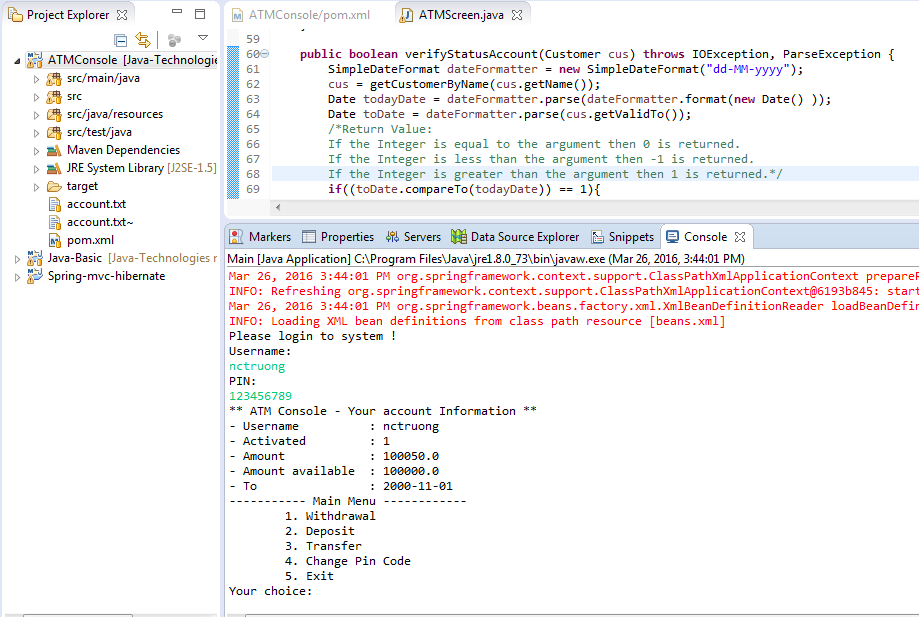 Project Explorer
ATMConsole [Java-Technologie
src/main/java
src
src/java/resources
src/test/java
Maven Dependencies
JRE System Library [J2SE-1.5]
target
account.txt
account.txt~
pom.xml
Java-Basic [Java-Technologies r
Spring-mvc-hibernate
ATMConsole/pom.xml
ATMScreen.java
59
60 public boolean verifyStatusAccount(Customer cus) throws IOException, ParseException {
61 SimpleDateFormat dateFormatter = new SimpleDateFormat("dd-MM-yyyy");
62 cus = getCustomerByName(cus.getName());
63 Date todayDate = dateFormatter.parse(dateFormatter.format(new Date() ));
64 Date toDate = dateFormatter.parse(cus.getValidTo());
65 /*Return Value:
66 If the Integer is equal to the argument then 0 is returned.
67 If the Integer is less than the argument then -1 is returned.
68 If the Integer is greater than the argument then 1 is returned.*/
69 if((toDate.compareTo(todayDate)) == 1){
Markers Properties Servers Data Source Explorer Snippets Console
Main [Java Application] C:\Program Files\Java\jre1.8.0_73\bin\javaw.exe (Mar 26, 2016, 3:44:01 PM)
Mar 26, 2016 3:44:01 PM org.springframework.context.support.ClassPathXmlApplicationContext prepareR
INFO: Refreshing org.springframework.context.support.ClassPathXmlApplicationContext@6193b845: start
Mar 26, 2016 3:44:01 PM org.springframework.beans.factory.xml.XmlBeanDefinitionReader loadBeanDefin
INFO: Loading XML bean definitions from class path resource [beans.xml]
Please login to system !
Username:
nctruong
PIN:
123456789
** ATM Console - Your account Information **
- Username : nctruong
- Activated : 1
- Amount : 100050.0
- Amount available : 100000.0
- To : 2000-11-01
----------- Main Menu ------------
1. Withdrawal
2. Deposit
3. Transfer
4. Change Pin Code
5. Exit
Your choice: